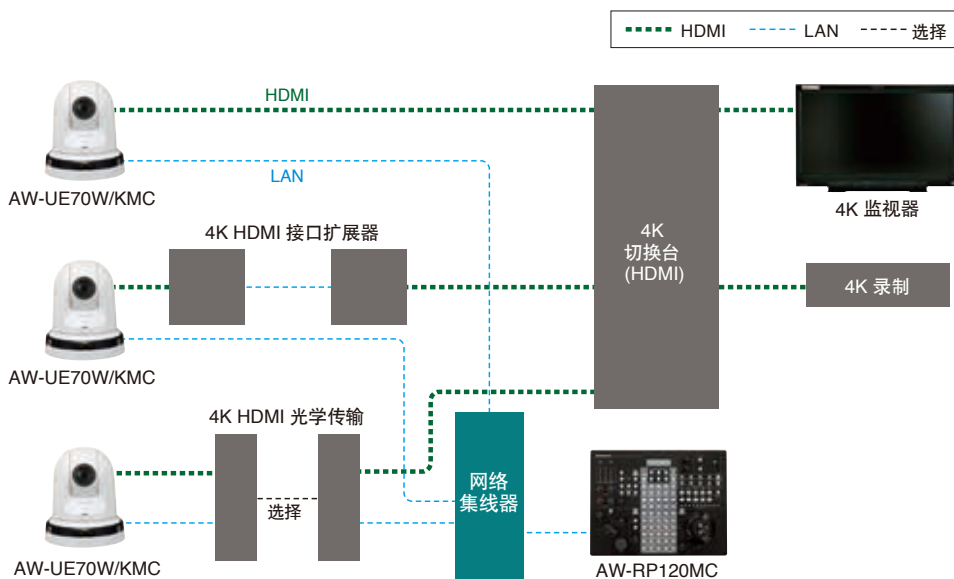 HDMI
LAN
选择
HDMI
LAN
AW-UE70W/KMC
4K 监视器
4K HDMI 接口扩展器
4K
切换台
(HDMI)
4K 录制
AW-UE70W/KMC
4K HDMI 光学传输
选择
网络
集线器
AW-UE70W/KMC
AW-RP120MC